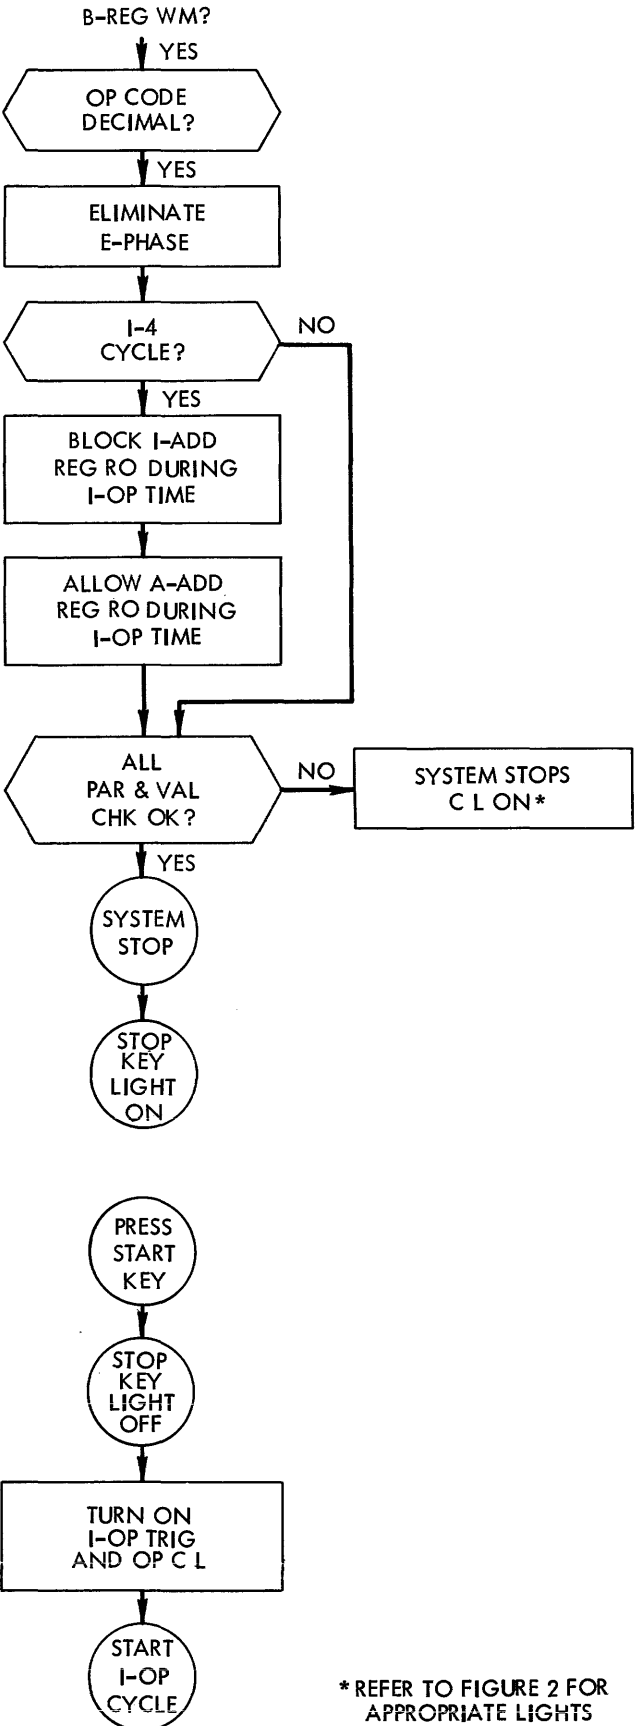 B-REG WM?
YES
OP CODE
DECIMAL?
YES
ELIMINATE
E-PHASE
I-4
CYCLE?
NO
YES
BLOCK I-ADD
REG RO DURING
I-OP TIME
ALLOW A-ADD
REG RO DURING
I-OP TIME
ALL
PAR & VAL
CHK OK?
NO
SYSTEM STOPS
C L ON*
YES
SYSTEM
STOP
STOP
KEY
LIGHT
ON
PRESS
START
KEY
STOP
KEY
LIGHT
OFF
TURN ON
I-OP TRIG
AND OP C L
START
I-OP
CYCLE
*REFER TO FIGURE 2 FOR
APPROPRIATE LIGHTS